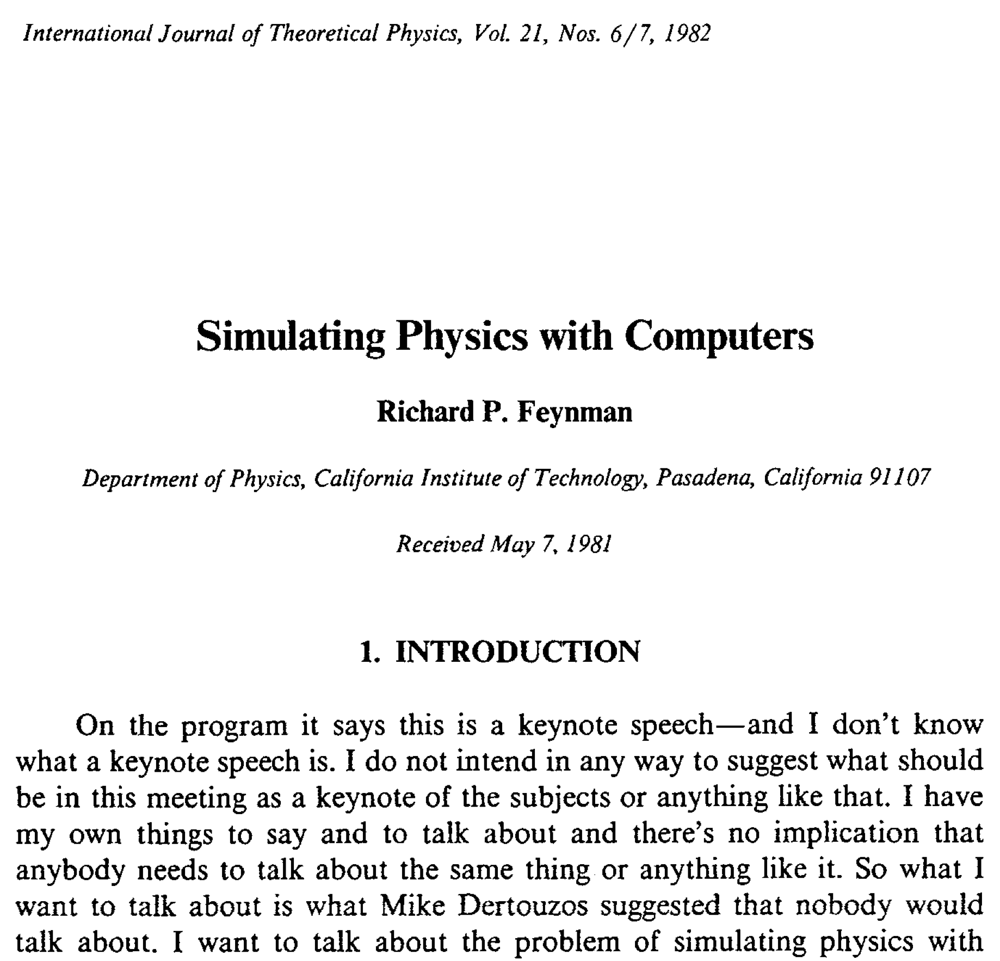 International Journal of Theoretical Physics, Vol. 21, Nos. 6/7, 1982
Simulating Physics with Computers
Richard P. Feynman
Department of Physics, California Institute of Technology, Pasadena, California 91107
Received May 7, 1981
1. INTRODUCTION
On the program it says this is a keynote speech—and I don't know
what a keynote speech is. I do not intend in any way to suggest what should
be in this meeting as a keynote of the subjects or anything like that. I have
my own things to say and to talk about and there's no implication that
anybody needs to talk about the same thing or anything like it. So what I
want to talk about is what Mike Dertouzos suggested that nobody would
talk about. I want to talk about the problem of simulating physics with